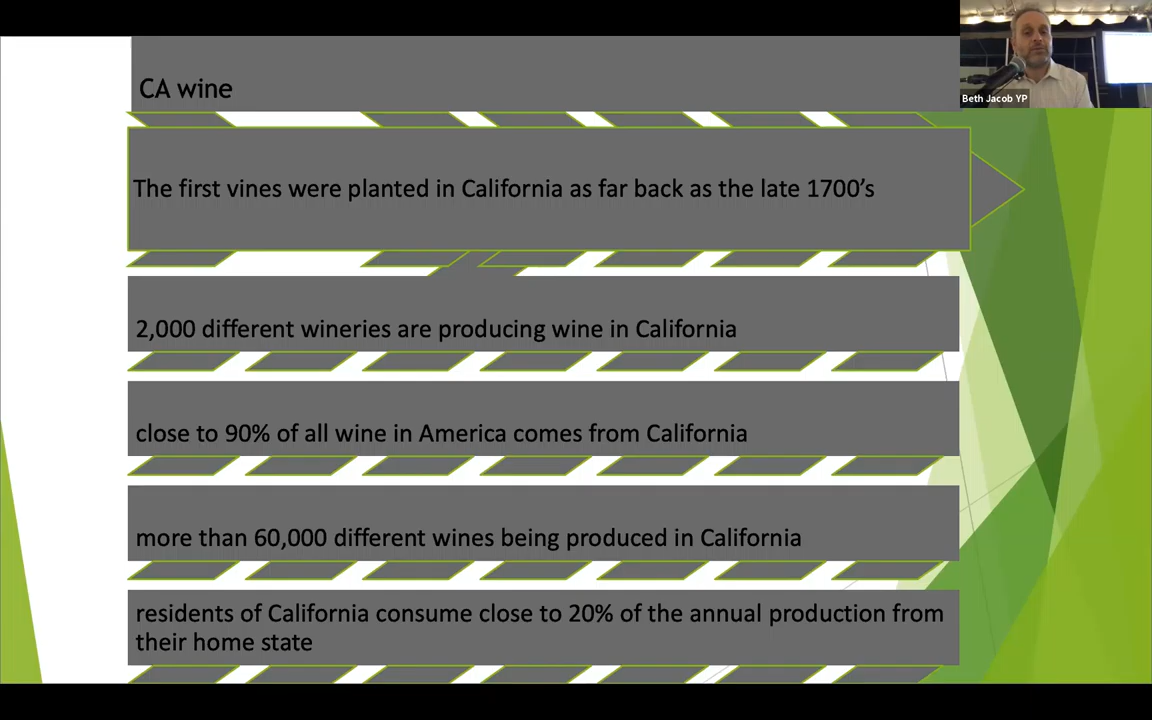 CA wine
Beth Jacob YP
The first vines were planted in California as far back as the late 1700’s
2,000 different wineries are producing wine in California
close to 90% of all wine in America comes from California
more than 60,000 different wines being produced in California
residents of California consume close to 20% of the annual production from
their home state